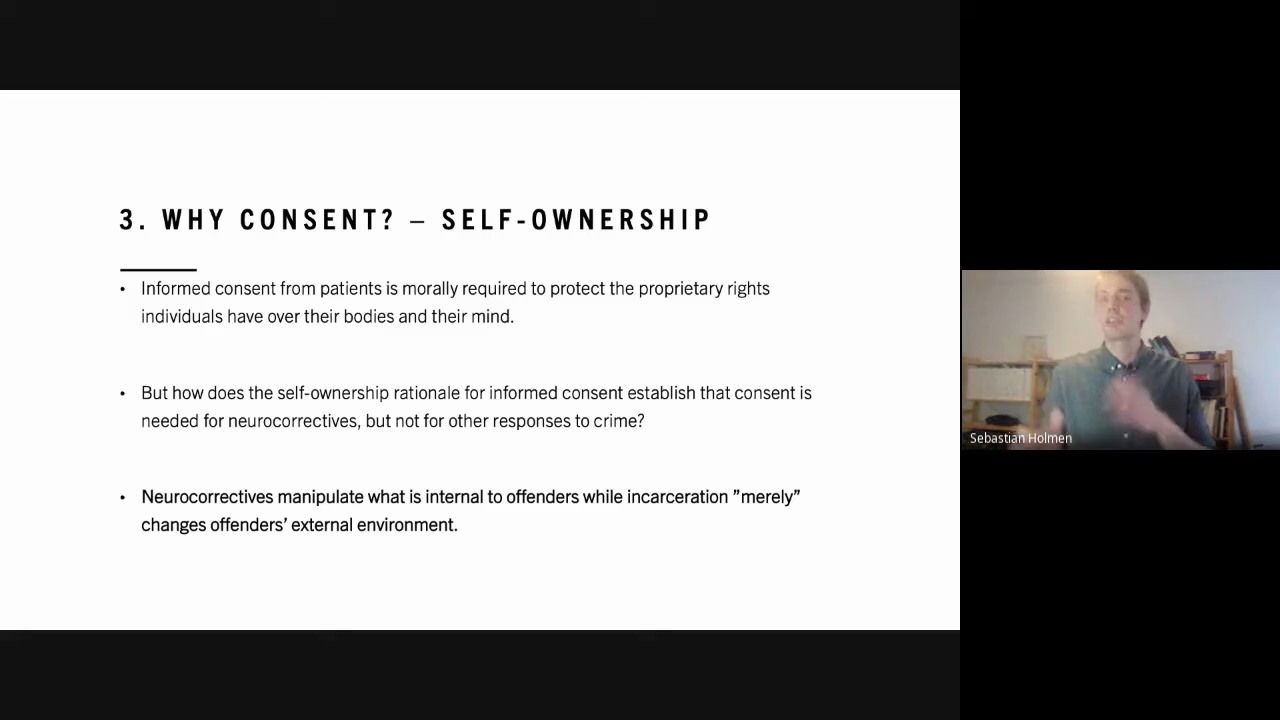 3. WHY CONSENT? – SELF-OWNERSHIP
• Informed consent from patients is morally required to protect the proprietary rights
individuals have over their bodies and their mind.
• But how does the self-ownership rationale for informed consent establish that consent is
needed for neurocorrectives, but not for other responses to crime?
• Neurocorrectives manipulate what is internal to offenders while incarceration ”merely”
changes offenders’ external environment.
Sebastian Holmen